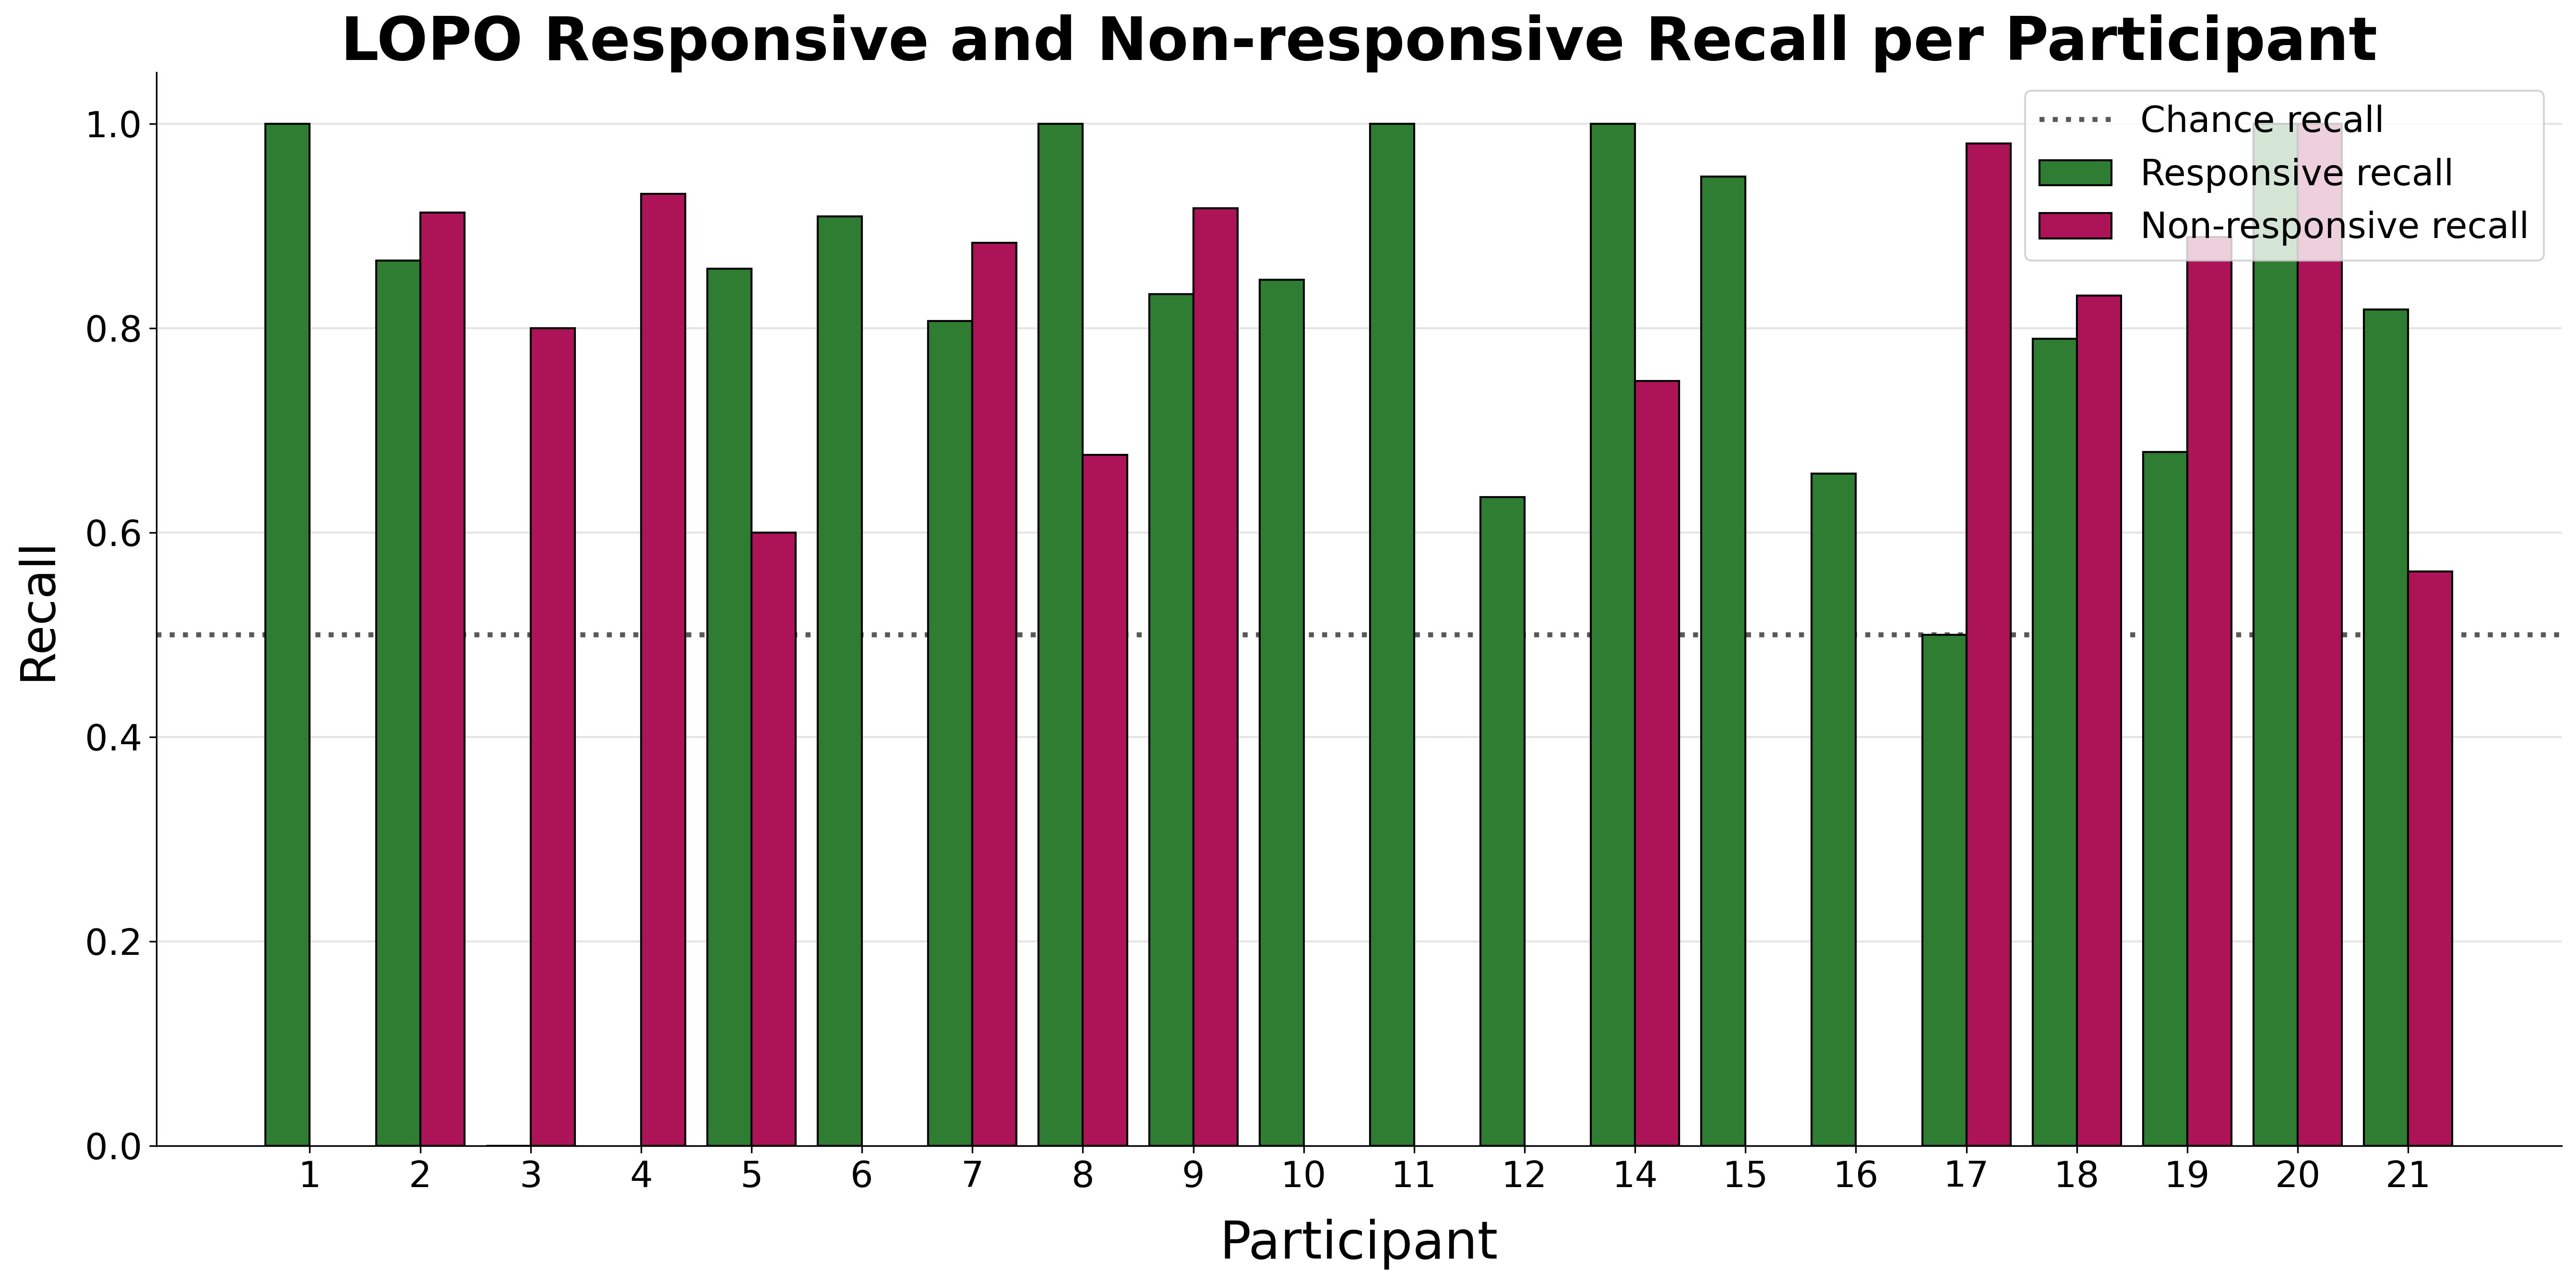 LOPO Responsive and Non-responsive Recall per Participant
Chance recall
Responsive recall
Non-responsive recall
1.0
0.8
0.6
0.4
0.2
0.0
Recall
1 2 3 4 5 6 7 8 9 10 11 12 14 15 16 17 18 19 20 21
Participant